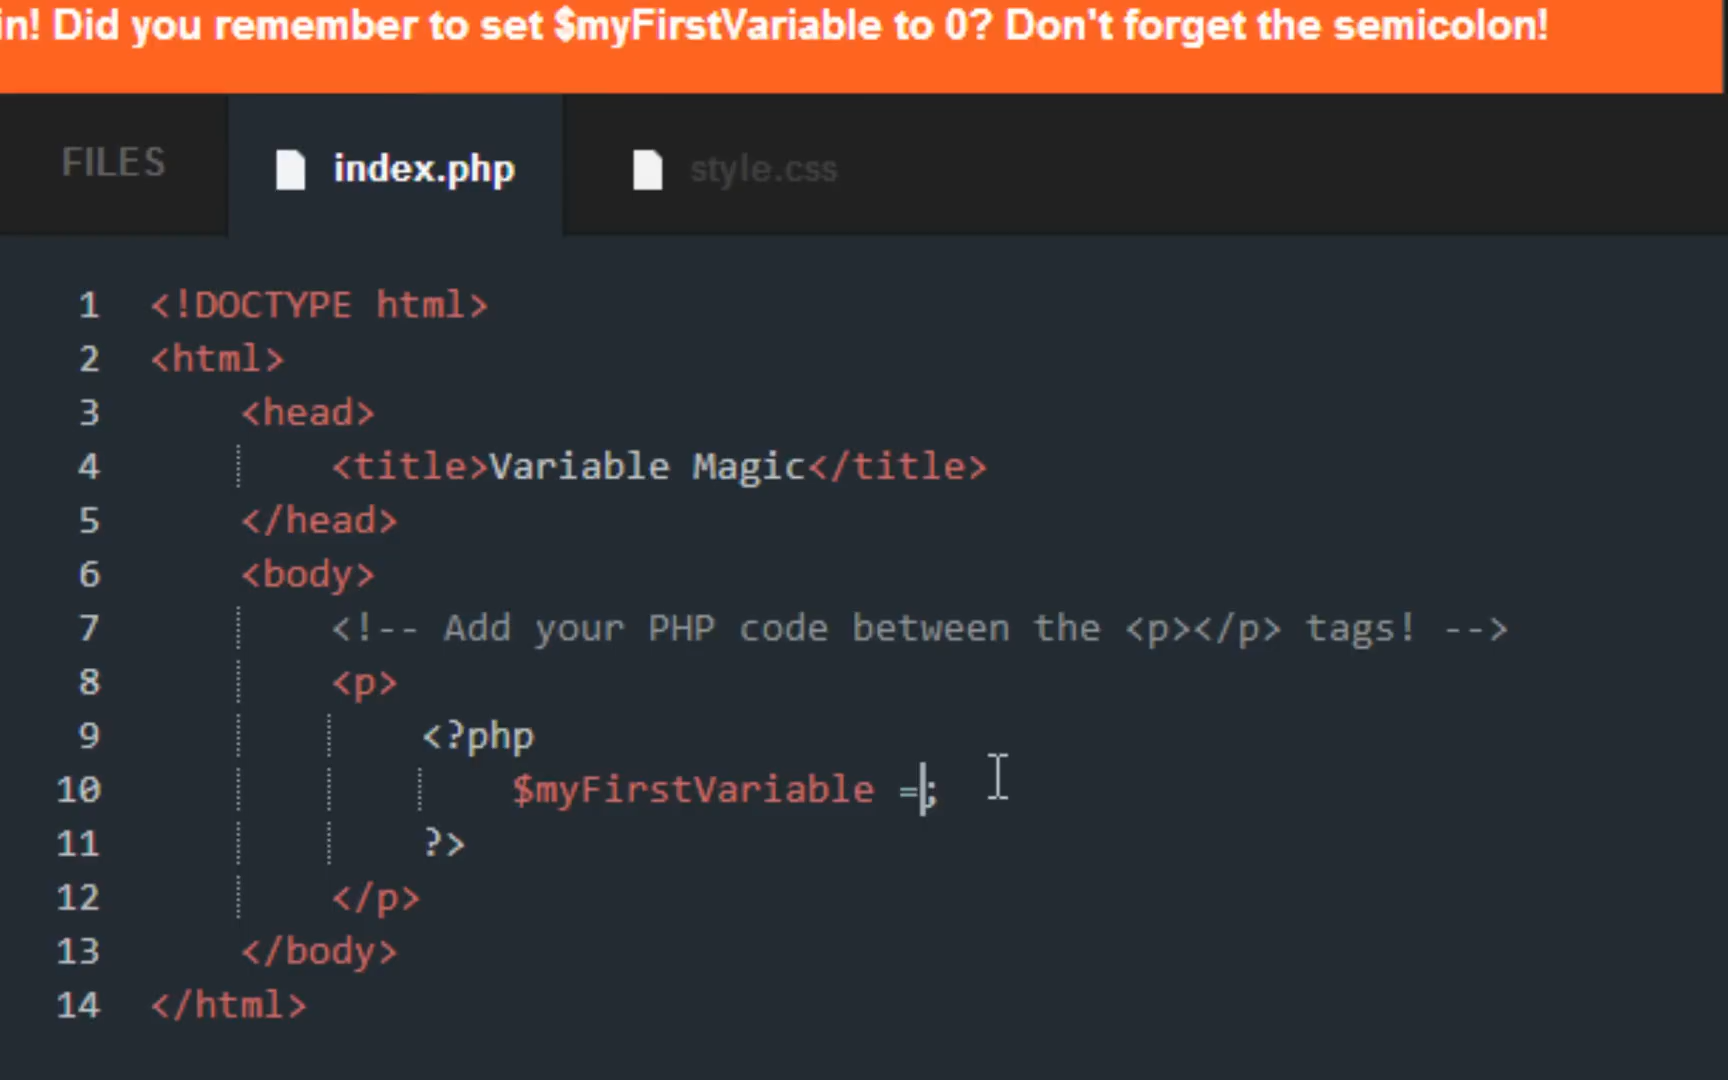 in! Did you remember to set $myFirstVariable to 0? Don't forget the semicolon!
FILES index.php style.css
1 <!DOCTYPE html>
2 <html>
3 <head>
4 <title>Variable Magic</title>
5 </head>
6 <body>
7 <!-- Add your PHP code between the <p></p> tags! -->
8 <p>
9 <?php
10 $myFirstVariable =;
11 ?>
12 </p>
13 </body>
14 </html>